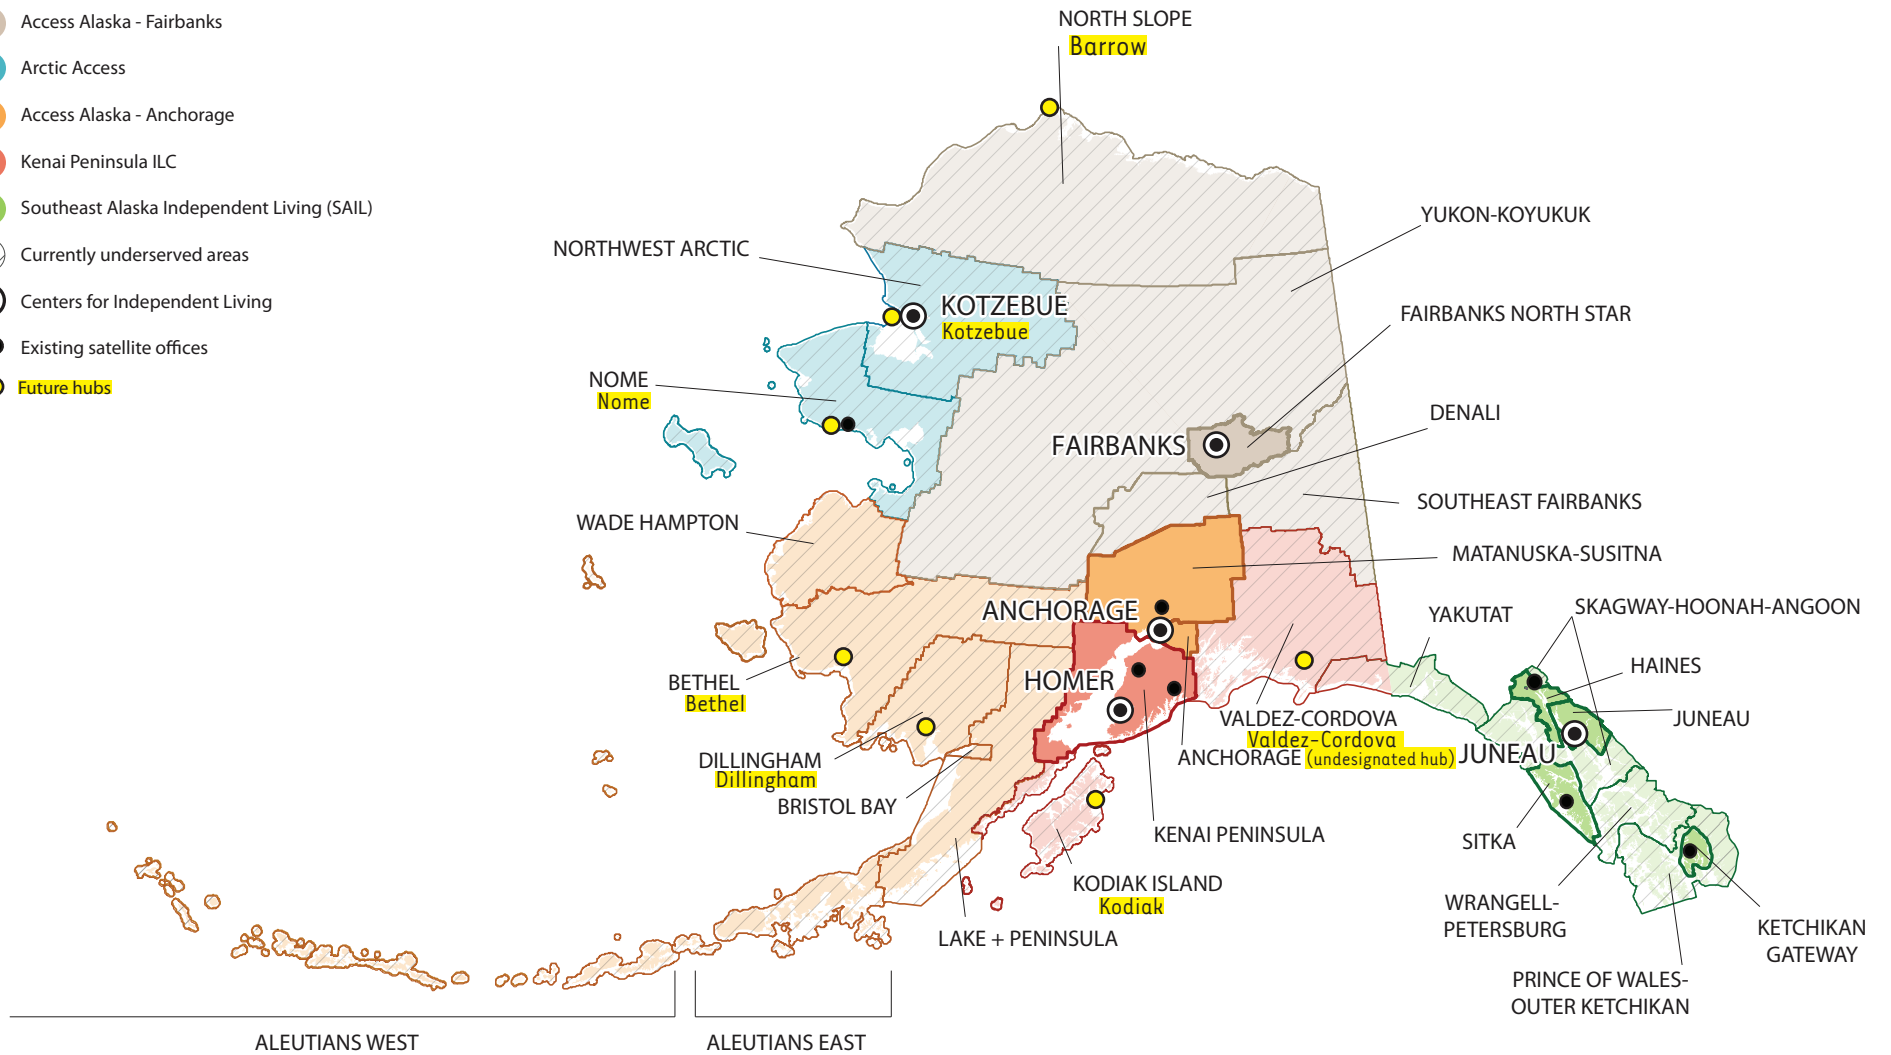 Access Alaska - Fairbanks
Arctic Access
Access Alaska - Anchorage
Kenai Peninsula ILC
Southeast Alaska Independent Living (SAIL)
Currently underserved areas
Centers for Independent Living
Existing satellite offices
Future hubs
NORTH SLOPE
Barrow
YUKON-KOYUKUK
NORTHWEST ARCTIC
KOTZEBUE
Kotzebue
FAIRBANKS NORTH STAR
NOME
Nome
DENALI
FAIRBANKS
SOUTHEAST FAIRBANKS
WADE HAMPTON
MATANUSKA-SUSITNA
ANCHORAGE
YAKUTAT
SKAGWAY-HOONAH-ANGOON
HAINES
HOMER
BETHEL
Bethel
JUNEAU
VALDEZ-CORDOVA
Valdez-Cordova
ANCHORAGE (undesignated hub)
JUNEAU
DILLINGHAM
Dillingham
BRISTOL BAY
KENAI PENINSULA
SITKA
KODIAK ISLAND
Kodiak
WRANGELL-
PETERSBURG
LAKE + PENINSULA
KETCHIKAN
GATEWAY
PRINCE OF WALES-
OUTER KETCHIKAN
ALEUTIANS WEST
ALEUTIANS EAST